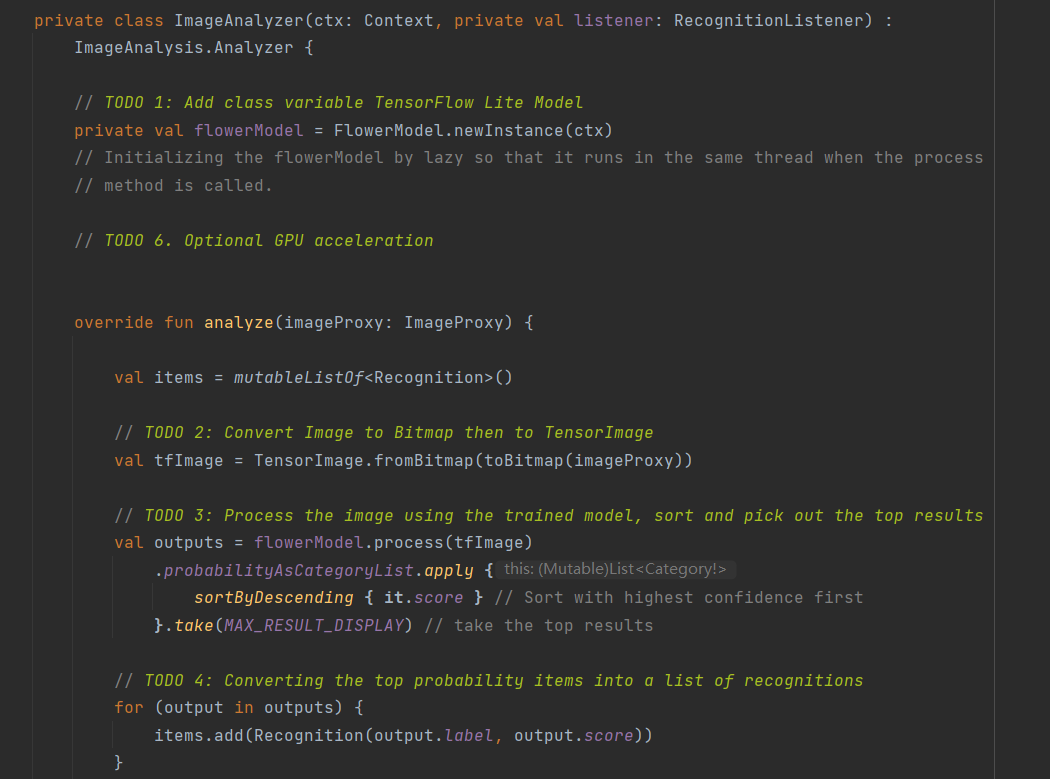 private class ImageAnalyzer(ctx: Context, private val listener: RecognitionListener) :
    ImageAnalysis.Analyzer {

    // TODO 1: Add class variable TensorFlow Lite Model
    private val flowerModel = FlowerModel.newInstance(ctx)
    // Initializing the flowerModel by lazy so that it runs in the same thread when the process
    // method is called.

    // TODO 6. Optional GPU acceleration

    override fun analyze(imageProxy: ImageProxy) {

        val items = mutableListOf<Recognition>()

        // TODO 2: Convert Image to Bitmap then to TensorImage
        val tfImage = TensorImage.fromBitmap(toBitmap(imageProxy))

        // TODO 3: Process the image using the trained model, sort and pick out the top results
        val outputs = flowerModel.process(tfImage)
            .probabilityAsCategoryList.apply { this: (Mutable)List<Category!>
                sortByDescending { it.score } // Sort with highest confidence first
            }.take(MAX_RESULT_DISPLAY) // take the top results

        // TODO 4: Converting the top probability items into a list of recognitions
        for (output in outputs) {
            items.add(Recognition(output.label, output.score))
        }